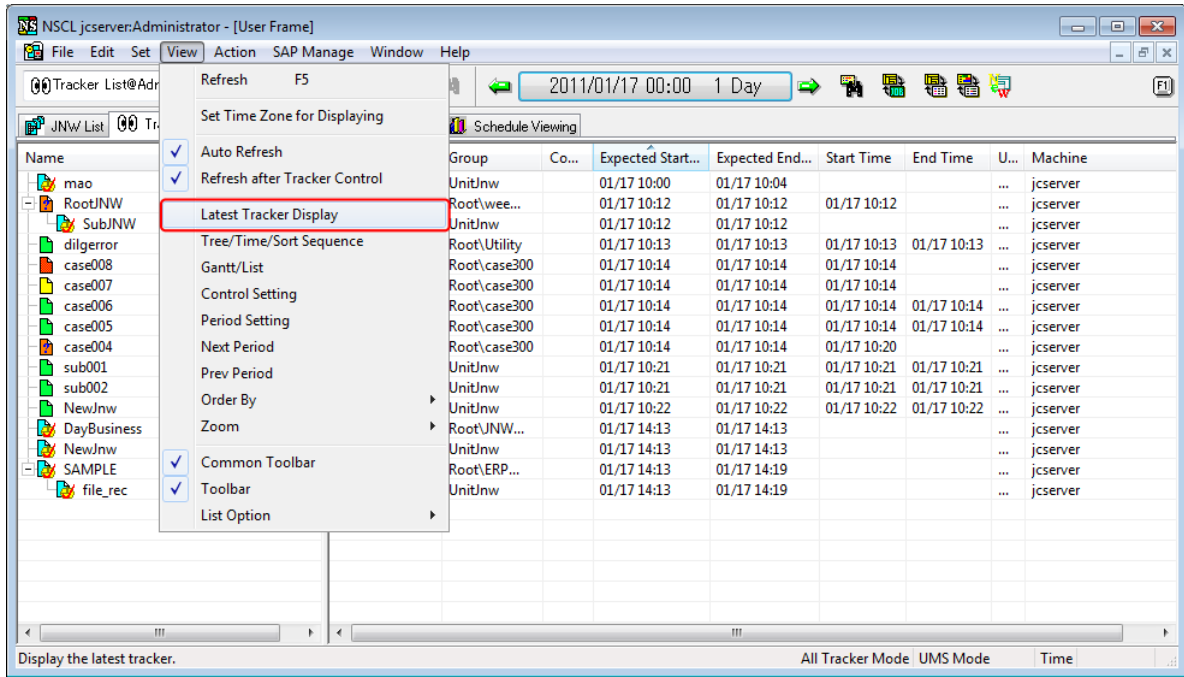 NS NSCL jcserver:Administrator - [User Frame]
File Edit Set View Action SAP Manage Window Help
Tracker List@Adr 2011/01/17 00:00 1 Day F1
JNW List Tr Schedule Viewing
Refresh F5
Set Time Zone for Displaying
Auto Refresh
Refresh after Tracker Control
Latest Tracker Display
Tree/Time/Sort Sequence
Gantt/List
Control Setting
Period Setting
Next Period
Prev Period
Order By
Zoom
Common Toolbar
Toolbar
List Option
Name Group Co... Expected Start... Expected End... Start Time End Time U... Machine
mao UnitJnw 01/17 10:00 01/17 10:04 ... jcserver
RootJNW Root\wee... 01/17 10:12 01/17 10:12 01/17 10:12 ... jcserver
SubJNW UnitJnw 01/17 10:12 01/17 10:12 ... jcserver
dilgerror Root\Utility 01/17 10:13 01/17 10:13 01/17 10:13 01/17 10:13 ... jcserver
case008 Root\case300 01/17 10:14 01/17 10:14 01/17 10:14 ... jcserver
case007 Root\case300 01/17 10:14 01/17 10:14 01/17 10:14 ... jcserver
case006 Root\case300 01/17 10:14 01/17 10:14 01/17 10:14 01/17 10:14 ... jcserver
case005 Root\case300 01/17 10:14 01/17 10:14 01/17 10:14 01/17 10:14 ... jcserver
case004 Root\case300 01/17 10:14 01/17 10:14 01/17 10:20 ... jcserver
sub001 UnitJnw 01/17 10:21 01/17 10:21 01/17 10:21 01/17 10:21 ... jcserver
sub002 UnitJnw 01/17 10:21 01/17 10:21 01/17 10:21 01/17 10:21 ... jcserver
NewJnw UnitJnw 01/17 10:22 01/17 10:22 01/17 10:22 01/17 10:22 ... jcserver
DayBusiness Root\JNW... 01/17 14:13 01/17 14:13 ... jcserver
NewJnw UnitJnw 01/17 14:13 01/17 14:13 ... jcserver
SAMPLE Root\ERP... 01/17 14:13 01/17 14:19 ... jcserver
file_rec UnitJnw 01/17 14:13 01/17 14:19 ... jcserver
Display the latest tracker. All Tracker Mode UMS Mode Time